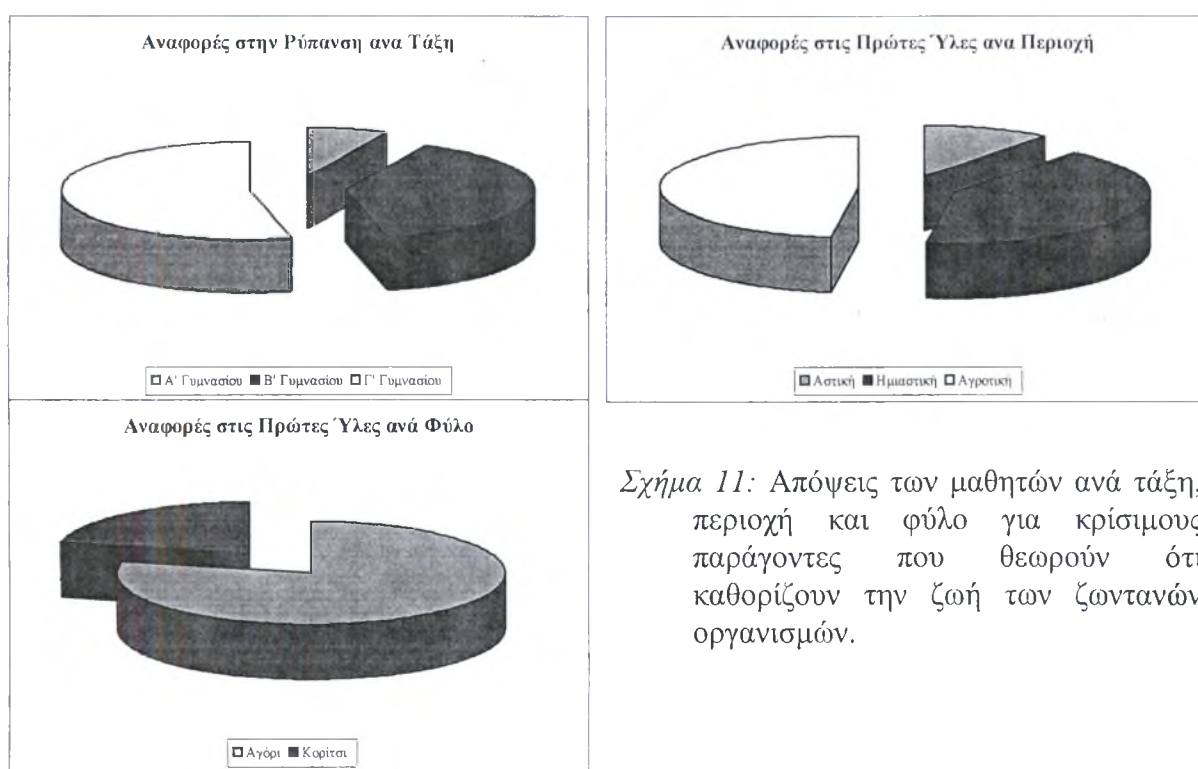 Αναφορές στην Ρύπανση ανα Τάξη
Α' Γυμνασίου Β' Γυμνασίου Γ' Γυμνασίου
Αναφορές στις Πρώτες Ύλες ανα Περιοχή
Αστική Ημιαστική Αγροτική
Αναφορές στις Πρώτες Ύλες ανά Φύλο
Αγόρι Κορίτσι
Σχήμα 11: Απόψεις των μαθητών ανά τάξη,
περιοχή και φύλο για κρίσιμους
παράγοντες που θεωρούν ότι
καθορίζουν την ζωή των ζωντανών
οργανισμών.